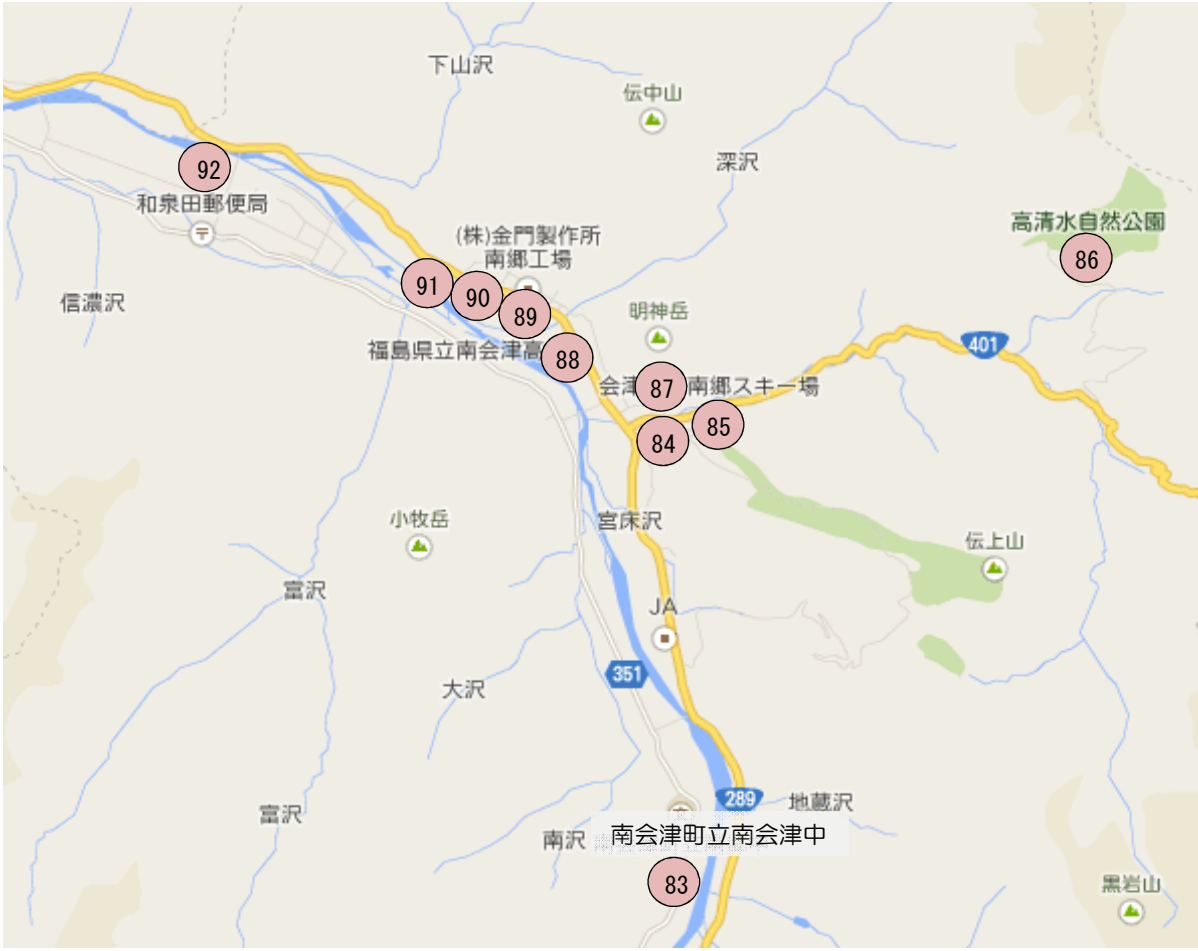 下山沢
伝中山
深沢
92
和泉田郵便局
(株)金門製作所
南郷工場
高清水自然公園
86
91
90
89
信濃沢
明神岳
401
福島県立南会津高
88
会津
87
南郷スキー場
85
84
小牧岳
宮床沢
伝上山
富沢
JA
351
大沢
289
地蔵沢
富沢
南沢
南会津町立南会津中
83
黒岩山